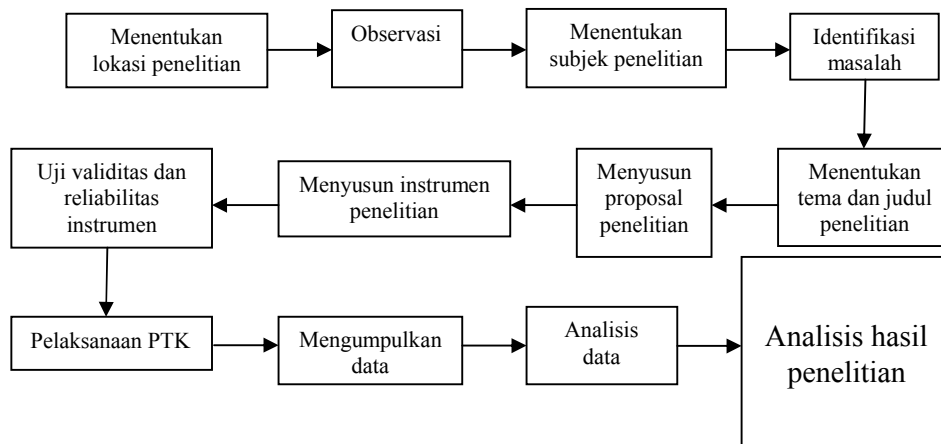 Menentukan
lokasi penelitian
Observasi
Menentukan
subjek penelitian
Identifikasi
masalah
Menentukan
tema dan judul
penelitian
Menyusun
proposal
penelitian
Menyusun instrumen
penelitian
Uji validitas dan
reliabilitas
instrumen
Pelaksanaan PTK
Mengumpulkan
data
Analisis
data
Analisis hasil
penelitian